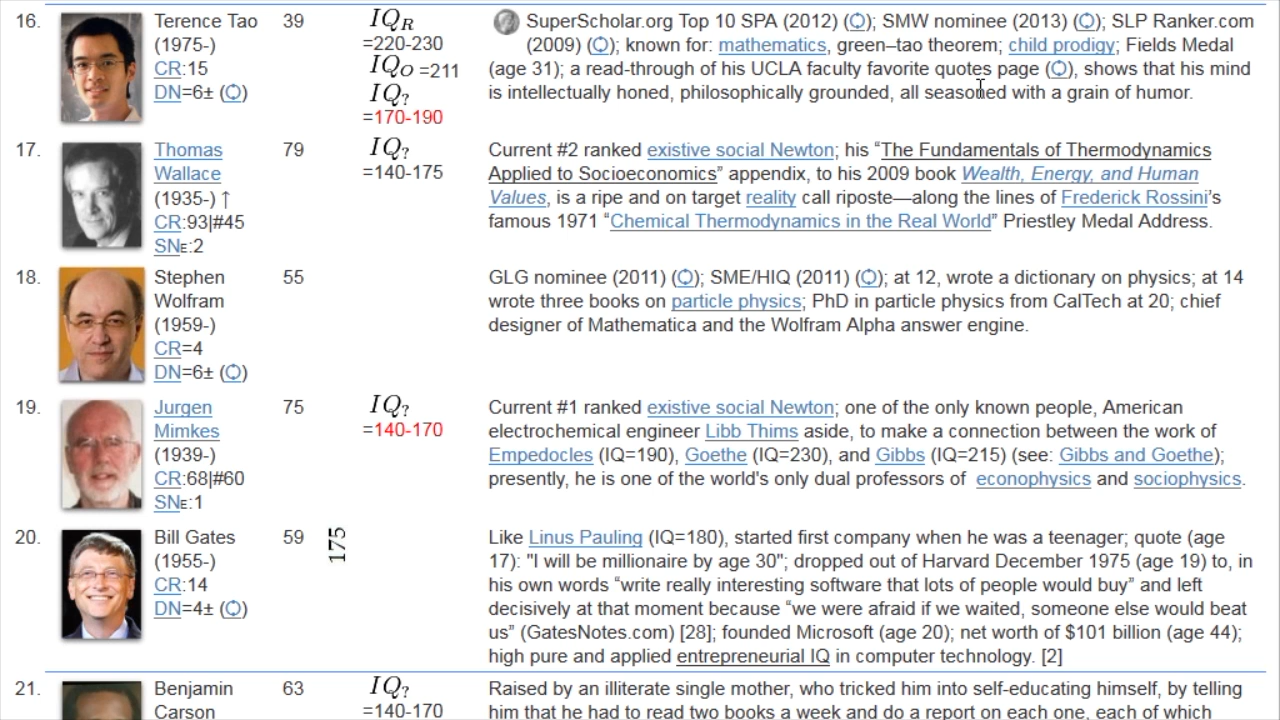 16. Terence Tao 39 IQR SuperScholar.org Top 10 SPA (2012) (); SMW nominee (2013) (); SLP Ranker.com
(1975-) =220-230 (2009) (); known for: mathematics, green–tao theorem; child prodigy; Fields Medal
CR:15 IQO =211 (age 31); a read-through of his UCLA faculty favorite quotes page (), shows that his mind
DN=6± () IQ? is intellectually honed, philosophically grounded, all seasoned with a grain of humor.
=170-190
17. Thomas 79 IQ? Current #2 ranked existive social Newton; his “The Fundamentals of Thermodynamics
Wallace =140-175 Applied to Socioeconomics” appendix, to his 2009 book Wealth, Energy, and Human
(1935-) ↑ Values, is a ripe and on target reality call riposte—along the lines of Frederick Rossini’s
CR:93|#45 famous 1971 “Chemical Thermodynamics in the Real World” Priestley Medal Address.
SNE:2
18. Stephen 55 GLG nominee (2011) (); SME/HIQ (2011) (); at 12, wrote a dictionary on physics; at 14
Wolfram wrote three books on particle physics; PhD in particle physics from CalTech at 20; chief
(1959-) designer of Mathematica and the Wolfram Alpha answer engine.
CR=4
DN=6± ()
19. Jurgen 75 IQ? Current #1 ranked existive social Newton; one of the only known people, American
Mimkes =140-170 electrochemical engineer Libb Thims aside, to make a connection between the work of
(1939-) Empedocles (IQ=190), Goethe (IQ=230), and Gibbs (IQ=215) (see: Gibbs and Goethe);
CR:68|#60 presently, he is one of the world's only dual professors of econophysics and sociophysics.
SNE:1
20. Bill Gates 59 175 Like Linus Pauling (IQ=180), started first company when he was a teenager; quote (age
(1955-) 17): "I will be millionaire by age 30"; dropped out of Harvard December 1975 (age 19) to, in
CR:14 his own words “write really interesting software that lots of people would buy” and left
DN=4± () decisively at that moment because “we were afraid if we waited, someone else would beat
us” (GatesNotes.com) [28]; founded Microsoft (age 20); net worth of $101 billion (age 44);
high pure and applied entrepreneurial IQ in computer technology. [2]
21. Benjamin 63 IQ? Raised by an illiterate single mother, who tricked him into self-educating himself, by telling
Carson =140-170 him that he had to read two books a week and do a report on each one, each of which